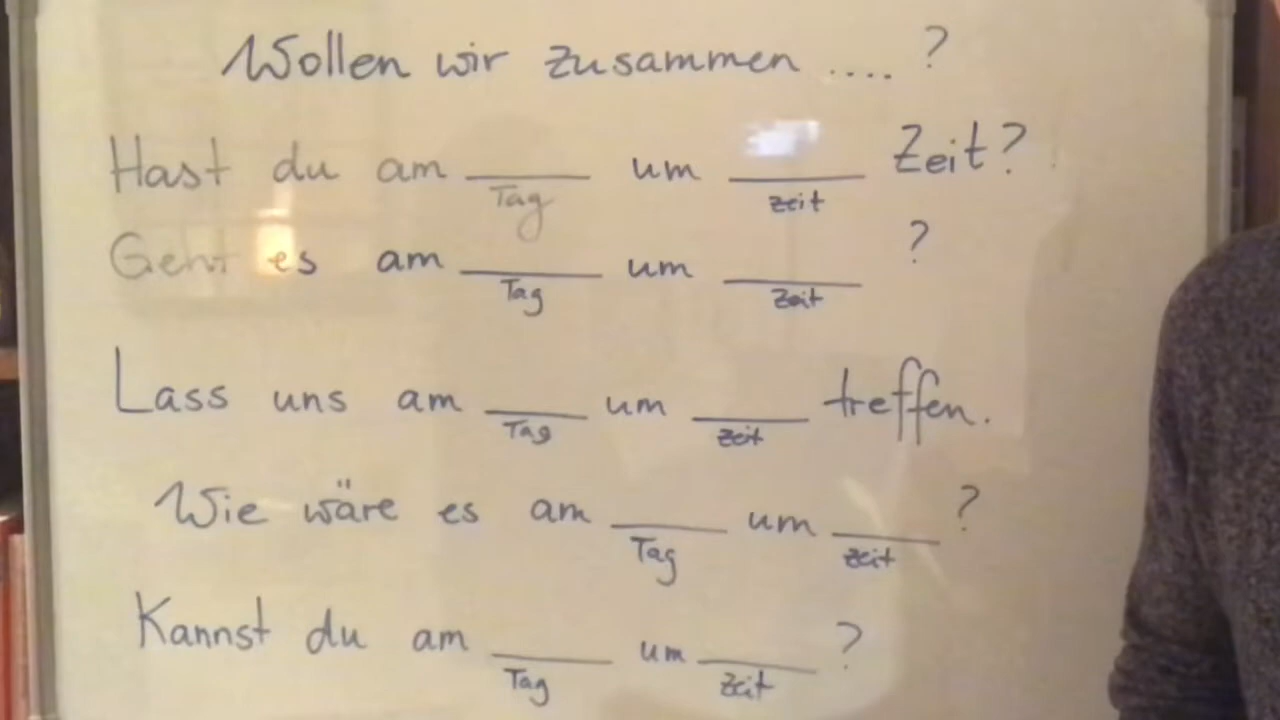 Wollen wir zusammen ....?
Hast du am ____ um ____ Zeit?
Tag Zeit
Geht es am ____ um ____ ?
Tag Zeit
Lass uns am ____ um ____ treffen.
Tag Zeit
Wie wäre es am ____ um ____ ?
Tag Zeit
Kannst du am ____ um ____ ?
Tag Zeit